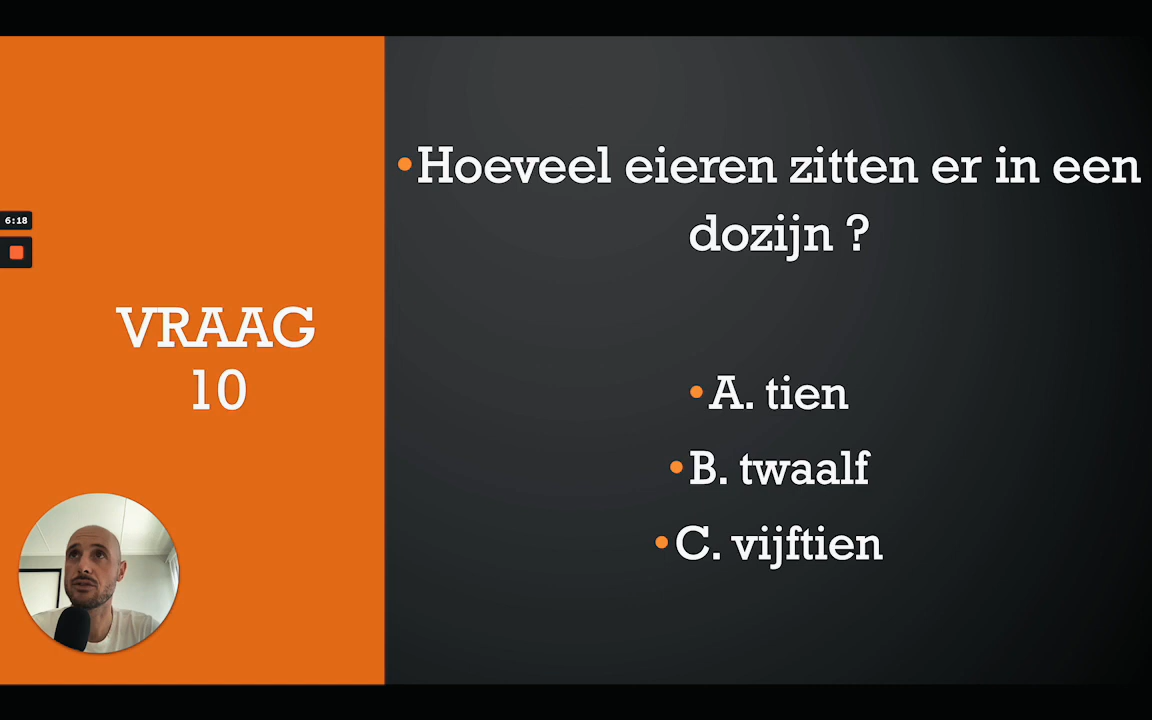 6:18
VRAAG
10
•Hoeveel eieren zitten er in een
dozijn ?
•A. tien
•B. twaalf
•C. vijftien